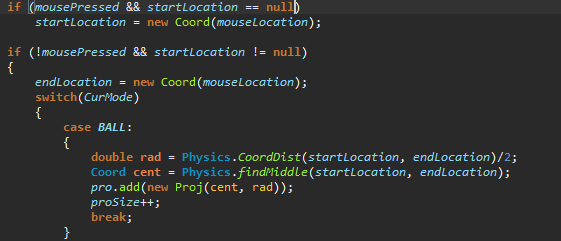 if (mousePressed && startLocation == null)
startLocation = new Coord(mouseLocation);
if (!mousePressed && startLocation != null)
{
endLocation = new Coord(mouseLocation);
switch(CurMode)
{
case BALL:
{
double rad = Physics.CoordDist(startLocation, endLocation)/2;
Coord cent = Physics.findMiddle(startLocation, endLocation);
pro.add(new Proj(cent, rad));
proSize++;
break;
}